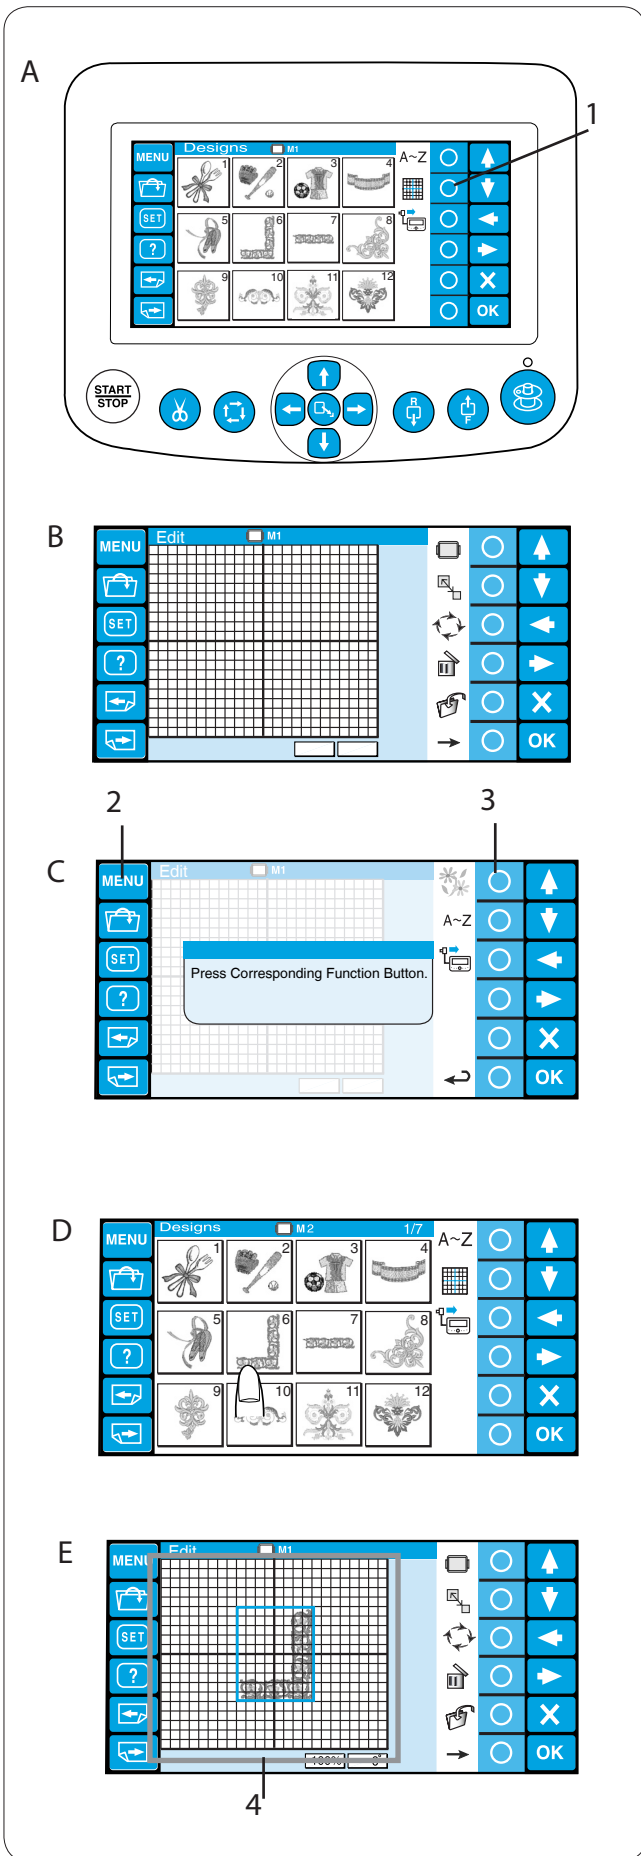 A
1
MENU Designs M1 A~Z
1 2 3 4
SET
5 6 7 8
?
9 10 11 12
OK
START
STOP
R
F
B
MENU Edit M1
SET
?
OK
2
3
C
MENU Edit M1
A~Z
SET
Press Corresponding Function Button.
?
OK
D
MENU Designs M2 1/7 A~Z
1 2 3 4
SET
5 6 7 8
?
9 10 11 12
OK
E
MENU Edit M1
SET
?
100% 0°
OK
4